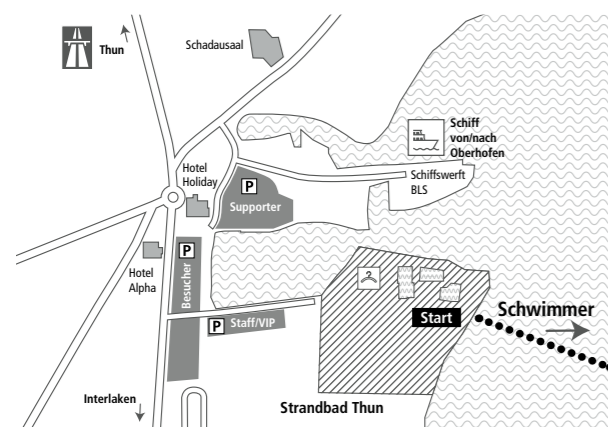 Thun
Schadausaal
Schiff
von/nach
Oberhofen
Hotel
Holiday
P
Supporter
Schiffswerft
BLS
Hotel
Alpha
P
Besucher
P Staff/VIP
Start
Schwimmer
Interlaken
Strandbad Thun